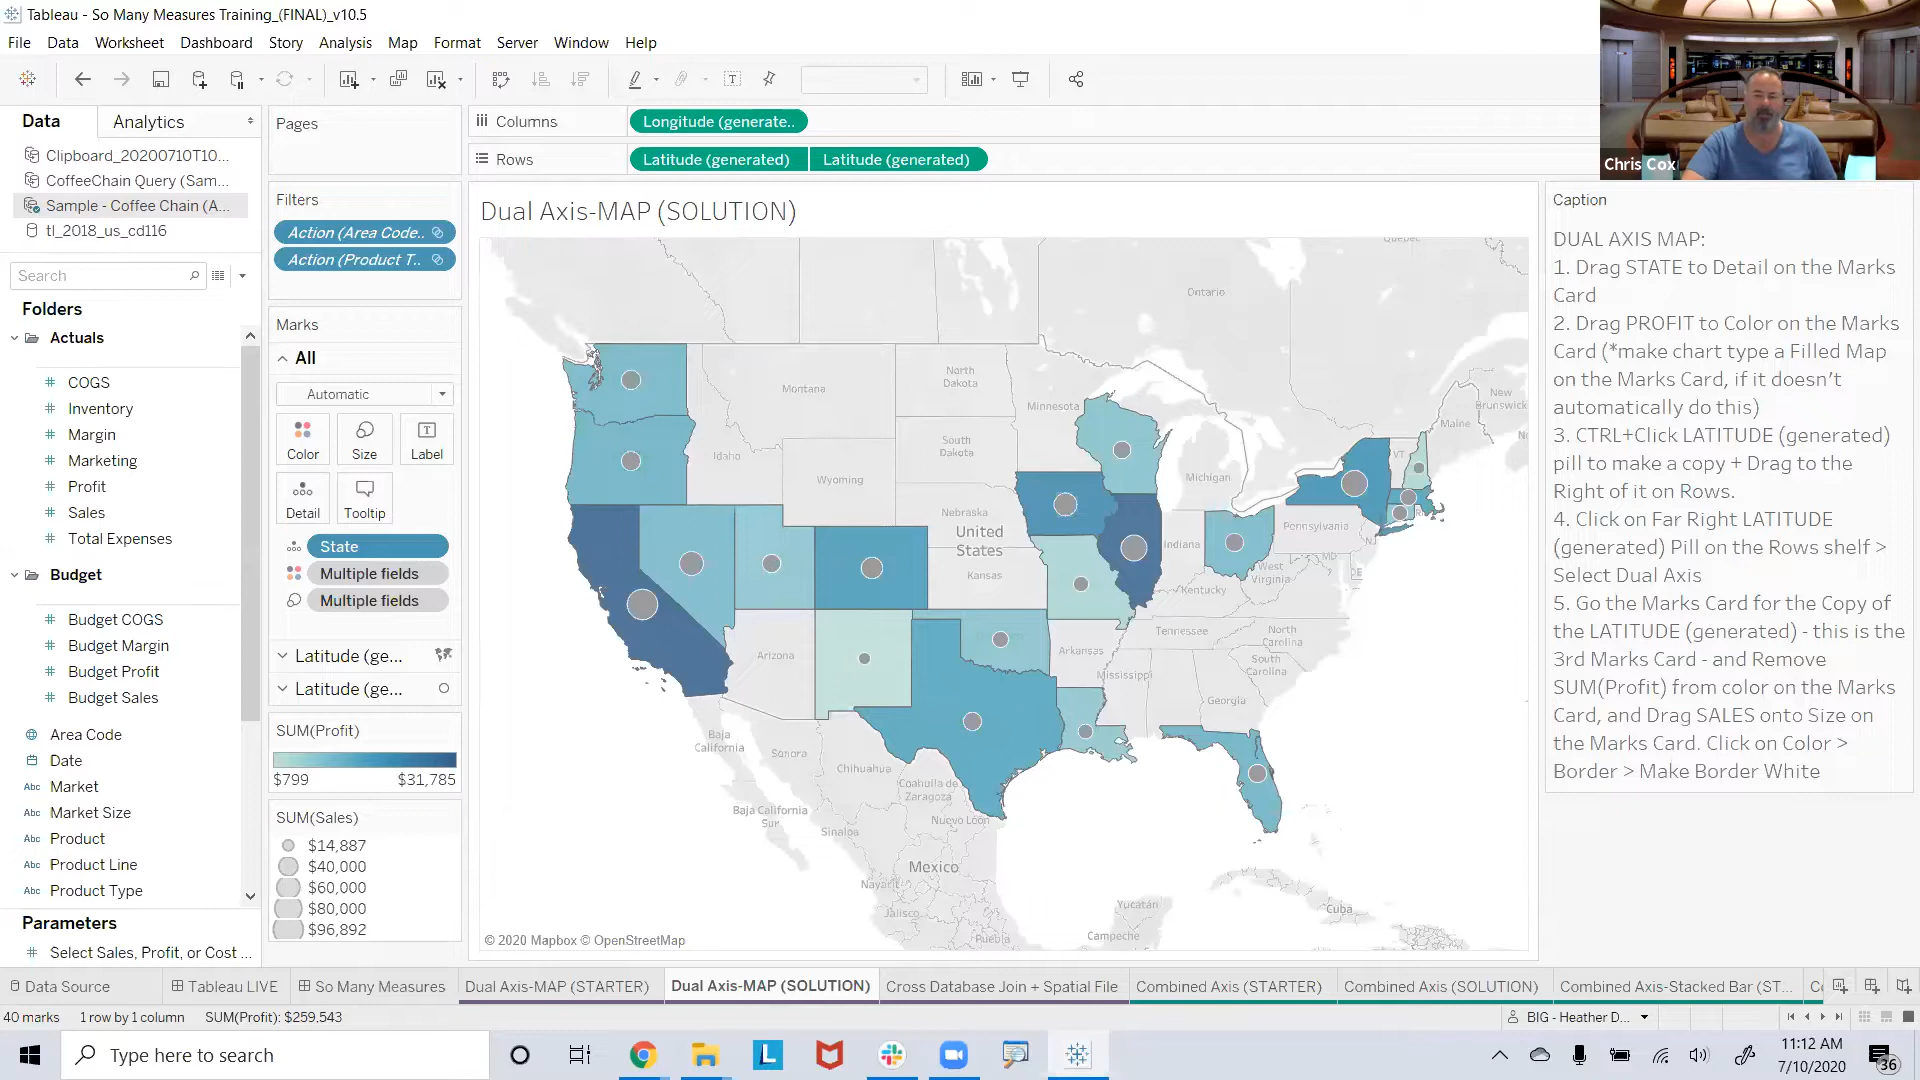 Tableau - So Many Measures Training_(FINAL)_v10.5
File Data Worksheet Dashboard Story Analysis Map Format Server Window Help
Data Analytics
Clipboard_20200710T10...
CoffeeChain Query (Sam...
Sample - Coffee Chain (A...
tl_2018_us_cd116
Search
Folders
Actuals
COGS
Inventory
Margin
Marketing
Profit
Sales
Total Expenses
Budget
Budget COGS
Budget Margin
Budget Profit
Budget Sales
Area Code
Date
Abc Market
Abc Market Size
Abc Product
Abc Product Line
Abc Product Type
Parameters
Select Sales, Profit, or Cost ...
Pages
Filters
Action (Area Code..
Action (Product T..
Marks
All
Automatic
Color Size Label
Detail Tooltip
State
Multiple fields
Multiple fields
Latitude (ge...
Latitude (ge...
SUM(Profit)
$799 $31,785
SUM(Sales)
$14,887
$40,000
$60,000
$80,000
$96,892
Columns Longitude (generate..
Rows Latitude (generated) Latitude (generated)
Dual Axis-MAP (SOLUTION)
Ontario
Montana
North
Dakota
Minnesota
New
Brunswick
Maine
VT
Idaho
South
Dakota
Wyoming
Michigan
Nebraska
United
States
Kansas
Indiana
Pennsylvania
NJ
MD
DE
West
Virginia
Kentucky
Tennessee
North
Carolina
South
Carolina
Arizona
Arkansas
Mississippi
Georgia
Baja
California
Sonora
Chihuahua
Coahuila de
Zaragoza
Baja California
Sur
Nuevo León
Sinaloa
Mexico
Nayarit
Jalisco
Puebla
Yucatán
Campeche
Cuba
© 2020 Mapbox © OpenStreetMap
Chris Cox
Caption
DUAL AXIS MAP:
1. Drag STATE to Detail on the Marks
Card
2. Drag PROFIT to Color on the Marks
Card (*make chart type a Filled Map
on the Marks Card, if it doesn't
automatically do this)
3. CTRL+Click LATITUDE (generated)
pill to make a copy + Drag to the
Right of it on Rows.
4. Click on Far Right LATITUDE
(generated) Pill on the Rows shelf >
Select Dual Axis
5. Go the Marks Card for the Copy of
the LATITUDE (generated) - this is the
3rd Marks Card - and Remove
SUM(Profit) from color on the Marks
Card, and Drag SALES onto Size on
the Marks Card. Click on Color >
Border > Make Border White
Data Source Tableau LIVE So Many Measures Dual Axis-MAP (STARTER) Dual Axis-MAP (SOLUTION) Cross Database Join + Spatial File Combined Axis (STARTER) Combined Axis (SOLUTION) Combined Axis-Stacked Bar (ST...
40 marks 1 row by 1 column SUM(Profit): $259,543 BIG - Heather D...
Type here to search
11:12 AM
7/10/2020
36